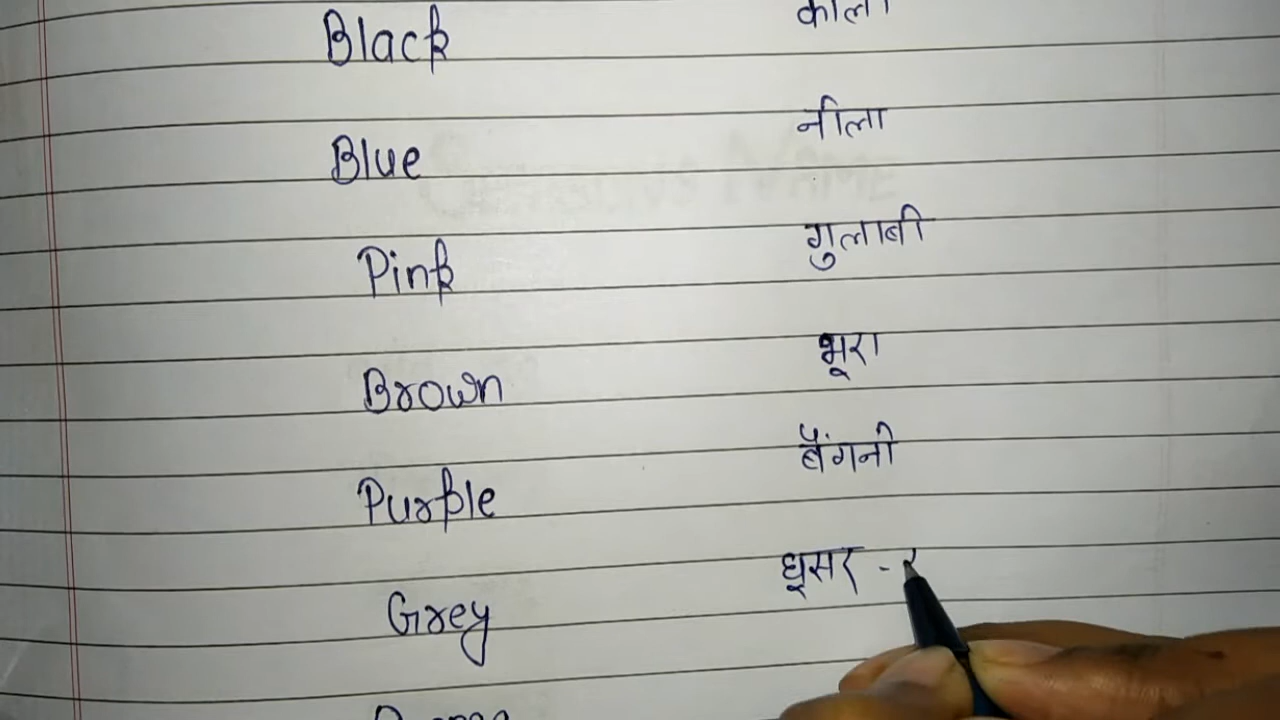 Black काला
Blue नीला
Pink गुलाबी
Brown भूरा
Purple बैंगनी
Grey धूसर -